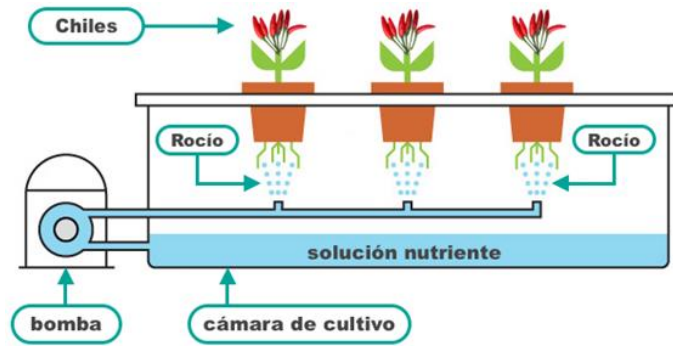 Chiles
Rocío
Rocío
solución nutriente
bomba
cámara de cultivo